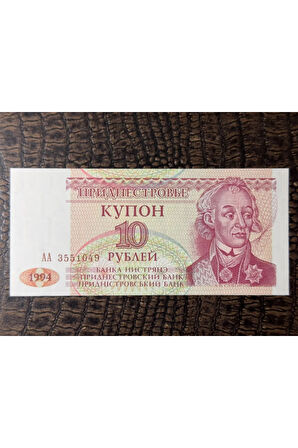 ПРИДНЕСТРОВЬЕ
КУПОН
10
РУБЛЕЙ
АА 3551049
1994
БАНКА НИСТРЯНЭ
ПРИДНЕСТРОВСКИЙ БАНК
ПРИДНІСТРОВСЬКИЙ БАНК